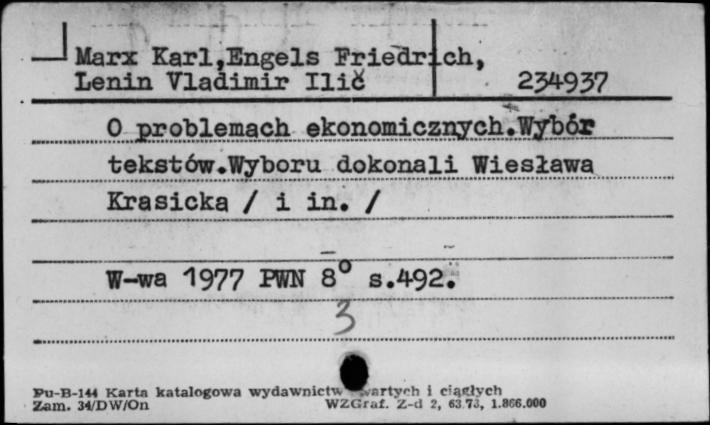 Marx Karl,Engels Friedrich,
Lenin Vladimir Ilič 234937
O problemach ekonomicznych.Wybór
tekstów.Wyboru dokonali Wiesława
Krasicka / i in. /
W-wa 1977 PWN 8° s.492.
3
Pu-B-144 Karta katalogowa wydawnictw i ciągłych
Zam. 34/DW/On WZGraf. Z-d 2, 63.73, 1.866.000